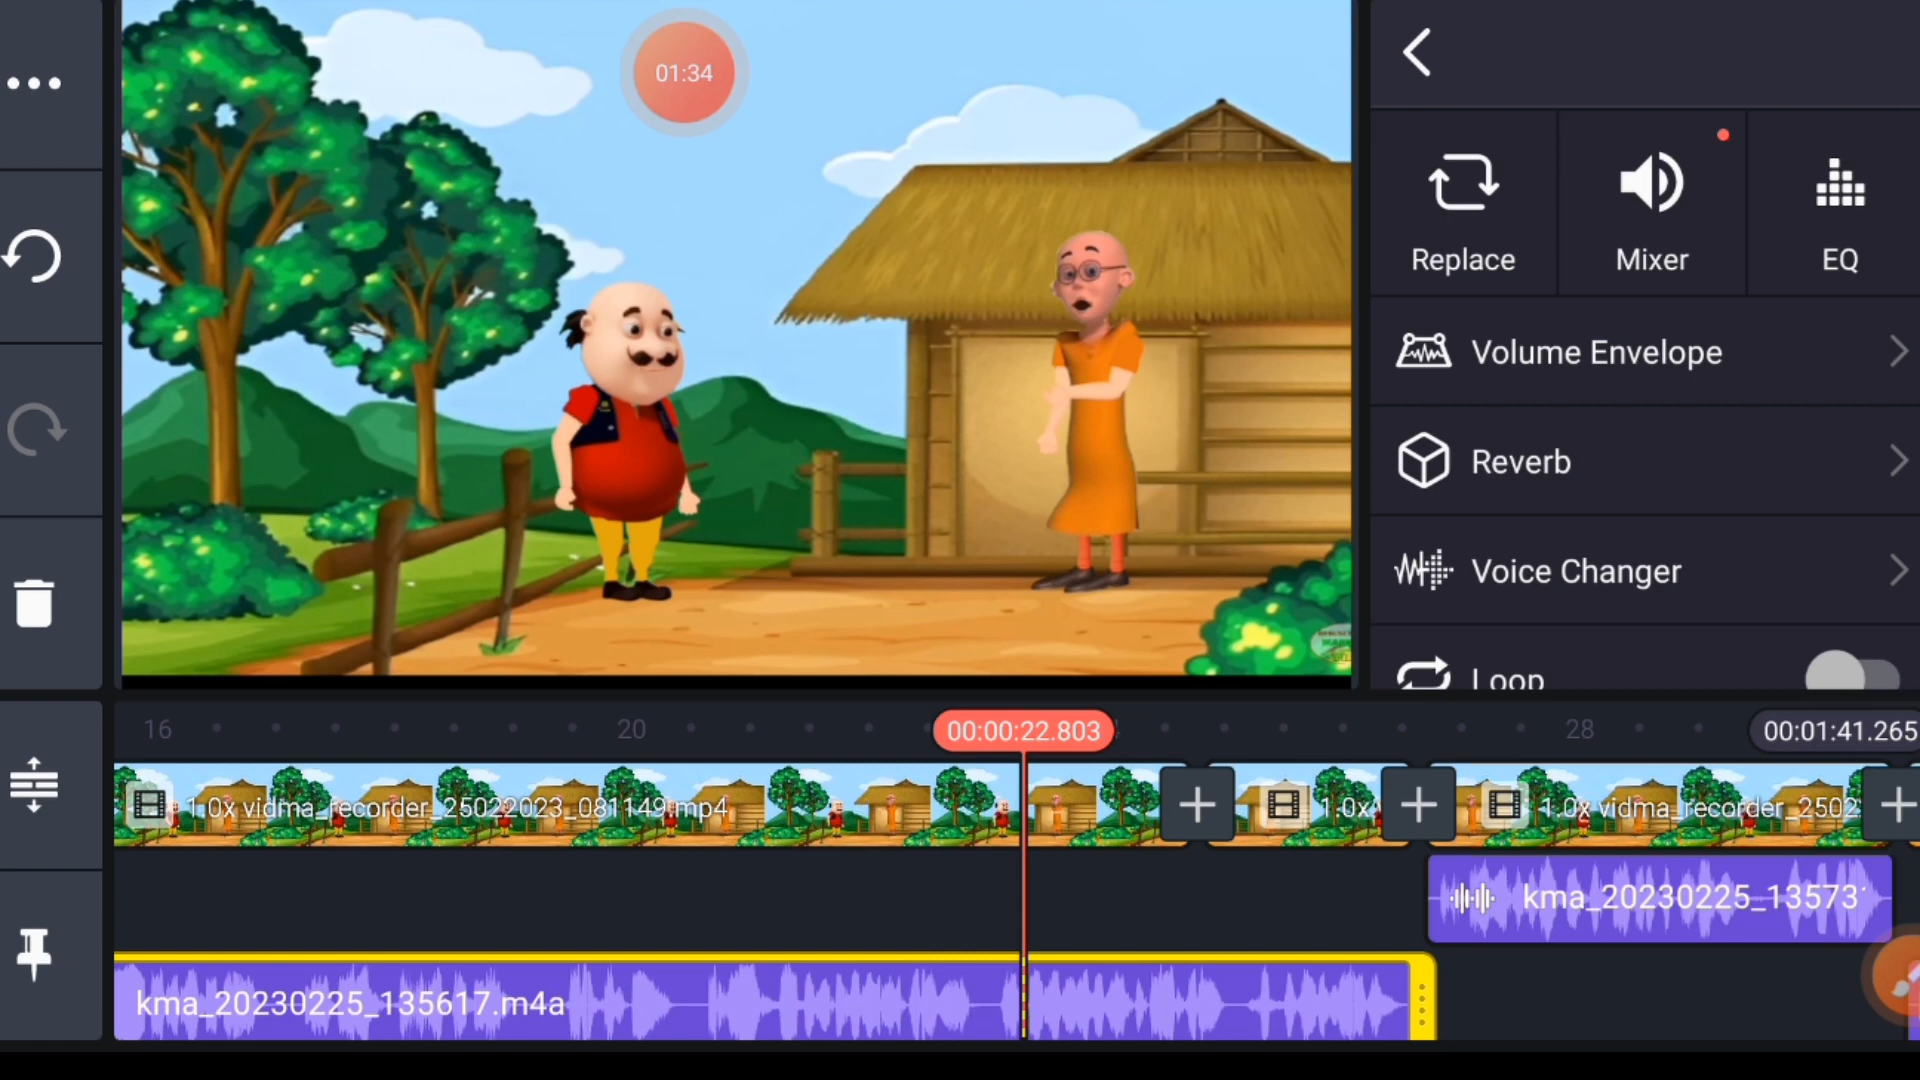 01:34
Replace
Mixer
EQ
Volume Envelope
Reverb
Voice Changer
Loop
16
20
00:00:22.803
28
00:01:41.265
1.0x vidma_recorder_25022023_081149.mp4
1.0x
1.0x vidma_recorder_2502
kma_20230225_13573
kma_20230225_135617.m4a